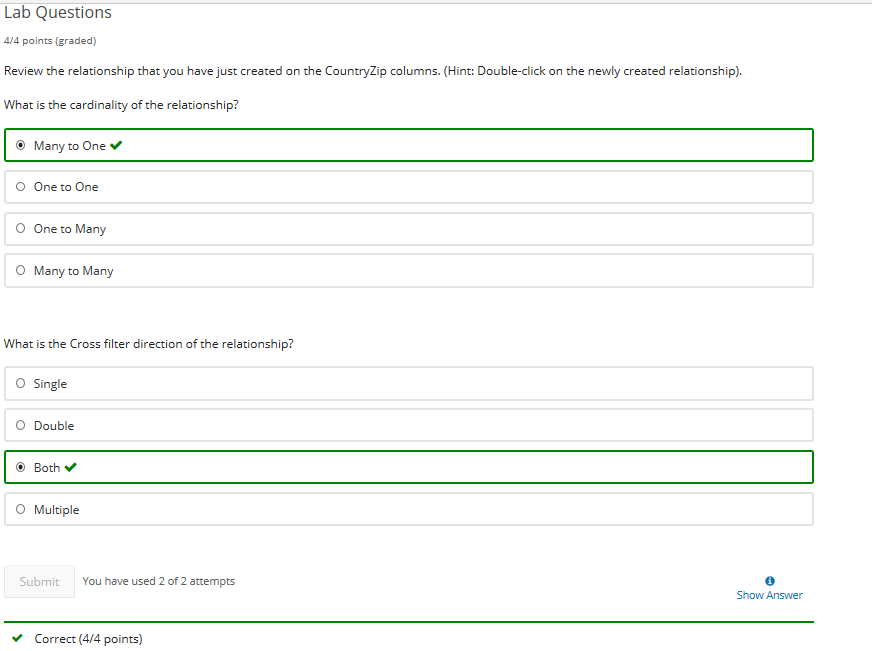 Lab Questions
4/4 points (graded)
Review the relationship that you have just created on the CountryZip columns. (Hint: Double-click on the newly created relationship).
What is the cardinality of the relationship?
Many to One
One to One
One to Many
Many to Many
What is the Cross filter direction of the relationship?
Single
Double
Both
Multiple
Submit You have used 2 of 2 attempts
Show Answer
Correct (4/4 points)